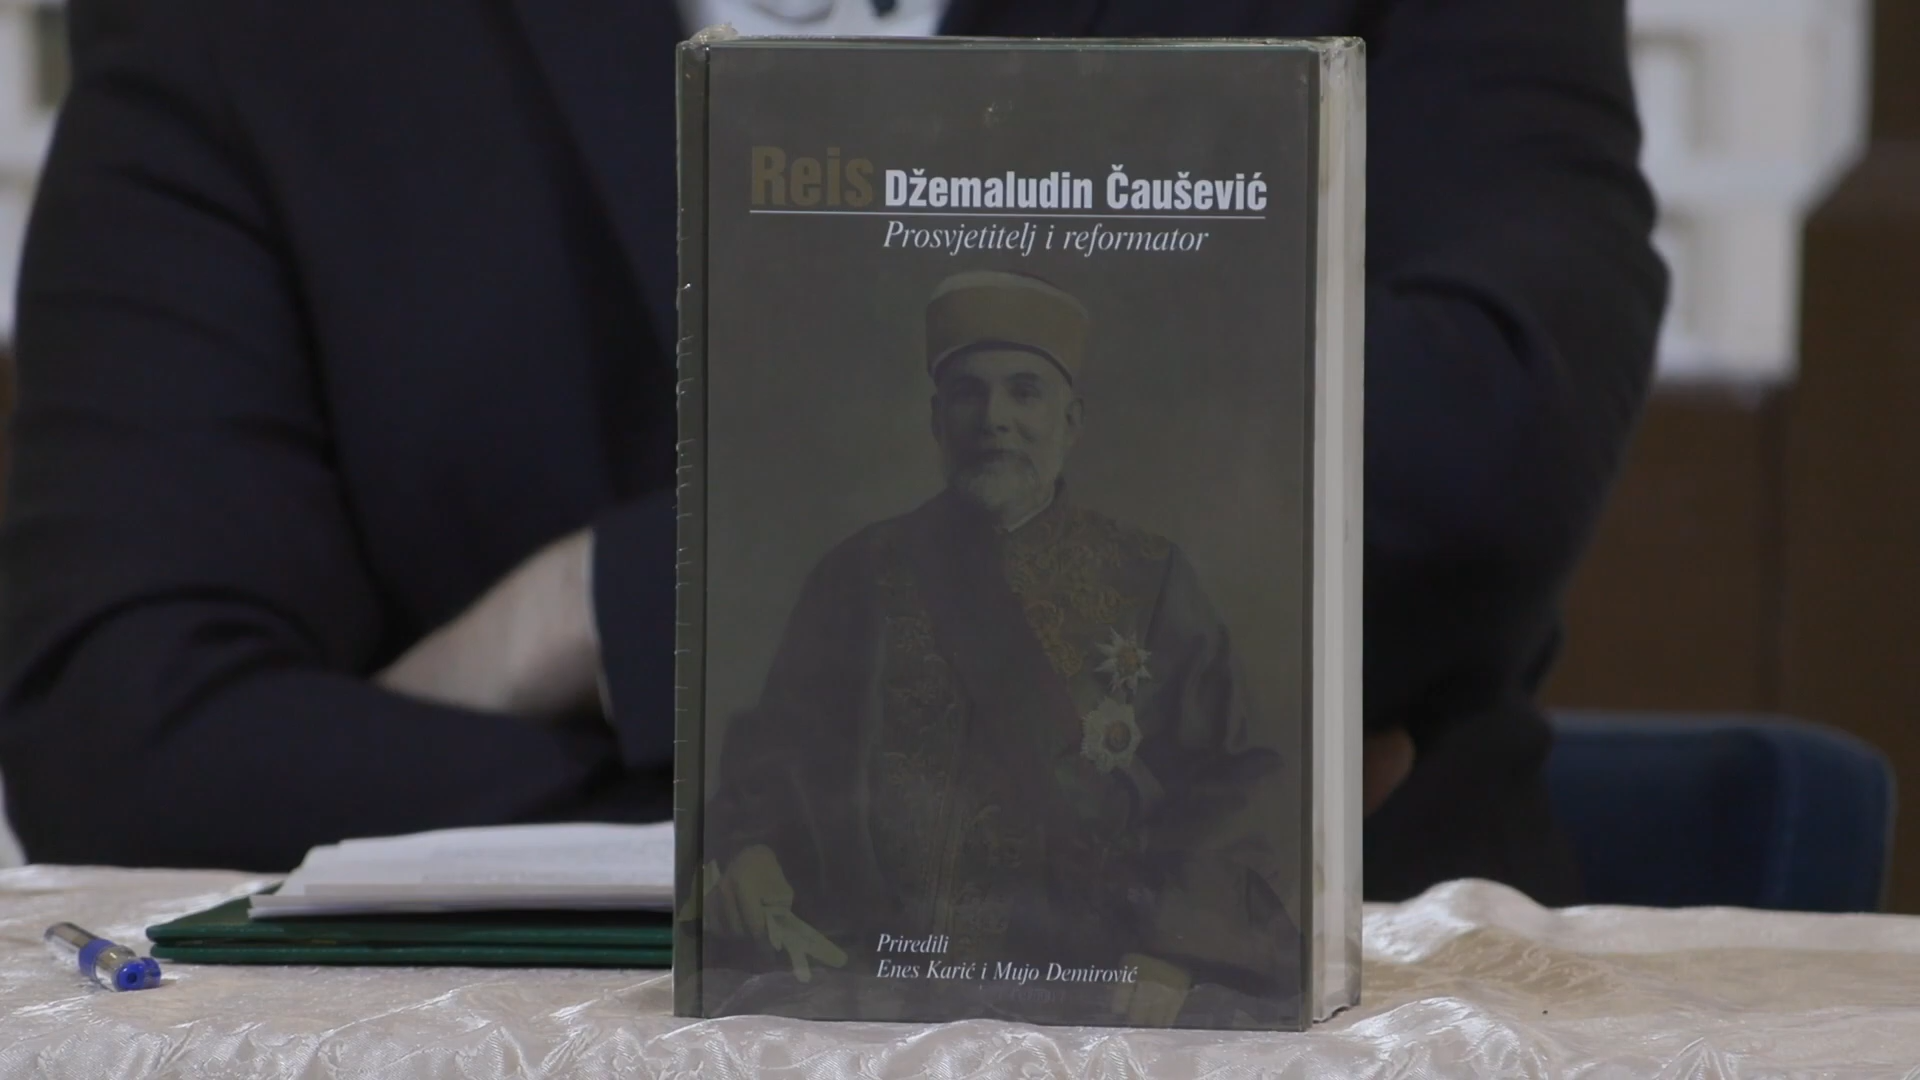 Reis Džemaludin Čaušević
Prosvjetitelj i reformator
Priredili
Enes Karić i Mujo Demirović